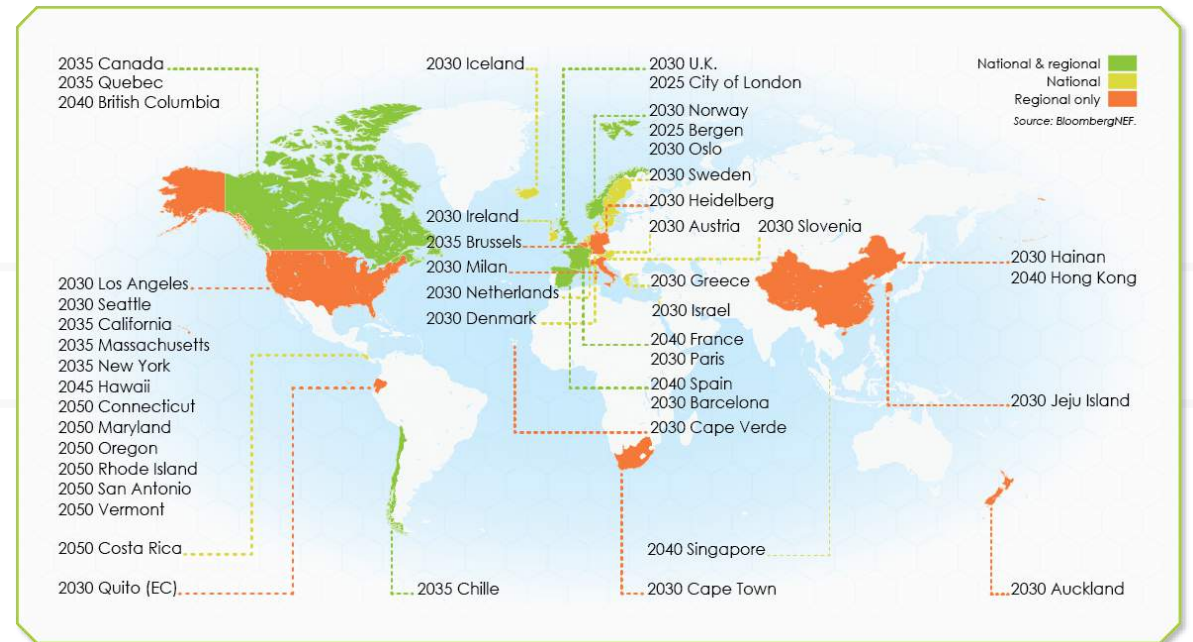 2035 Canada
2035 Quebec
2040 British Columbia
2030 Iceland
2030 U.K.
2025 City of London
2030 Norway
2025 Bergen
2030 Oslo
2030 Sweden
2030 Heidelberg
2030 Austria
2030 Slovenia
National & regional
National
Regional only
Source: BloombergNEF.
2030 Ireland
2035 Brussels
2030 Milan
2030 Netherlands
2030 Denmark
2030 Greece
2030 Israel
2040 France
2030 Paris
2040 Spain
2030 Barcelona
2030 Cape Verde
2030 Hainan
2040 Hong Kong
2030 Jeju Island
2030 Los Angeles
2030 Seattle
2035 California
2035 Massachusetts
2035 New York
2045 Hawaii
2050 Connecticut
2050 Maryland
2050 Oregon
2050 Rhode Island
2050 San Antonio
2050 Vermont
2050 Costa Rica
2030 Quito (EC)
2035 Chille
2040 Singapore
2030 Cape Town
2030 Auckland